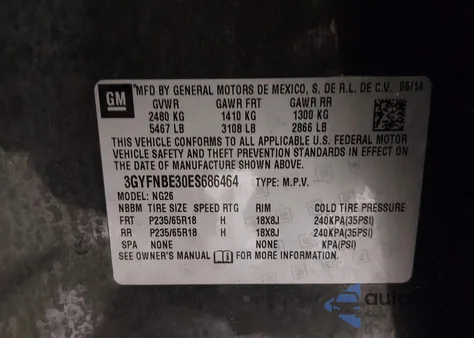 GM
MFD BY GENERAL MOTORS DE MEXICO, S. DE R.L. DE C.V. 06/14
GVWR GAWR FRT GAWR RR
2480 KG 1410 KG 1300 KG
5467 LB 3108 LB 2866 LB
THIS VEHICLE CONFORMS TO ALL APPLICABLE U.S. FEDERAL MOTOR
VEHICLE SAFETY AND THEFT PREVENTION STANDARDS IN EFFECT ON
THE DATE OF MANUFACTURE SHOWN ABOVE.
3GYFNBE30ES686464 TYPE: M.P.V.
MODEL: NG26
NBBM TIRE SIZE SPEED RTG RIM COLD TIRE PRESSURE
FRT P235/65R18 H 18X8J 240KPA(35PSI)
RR P235/65R18 H 18X8J 240KPA(35PSI)
SPA NONE NONE KPA(PSI)
SEE OWNER'S MANUAL FOR MORE INFORMATION.